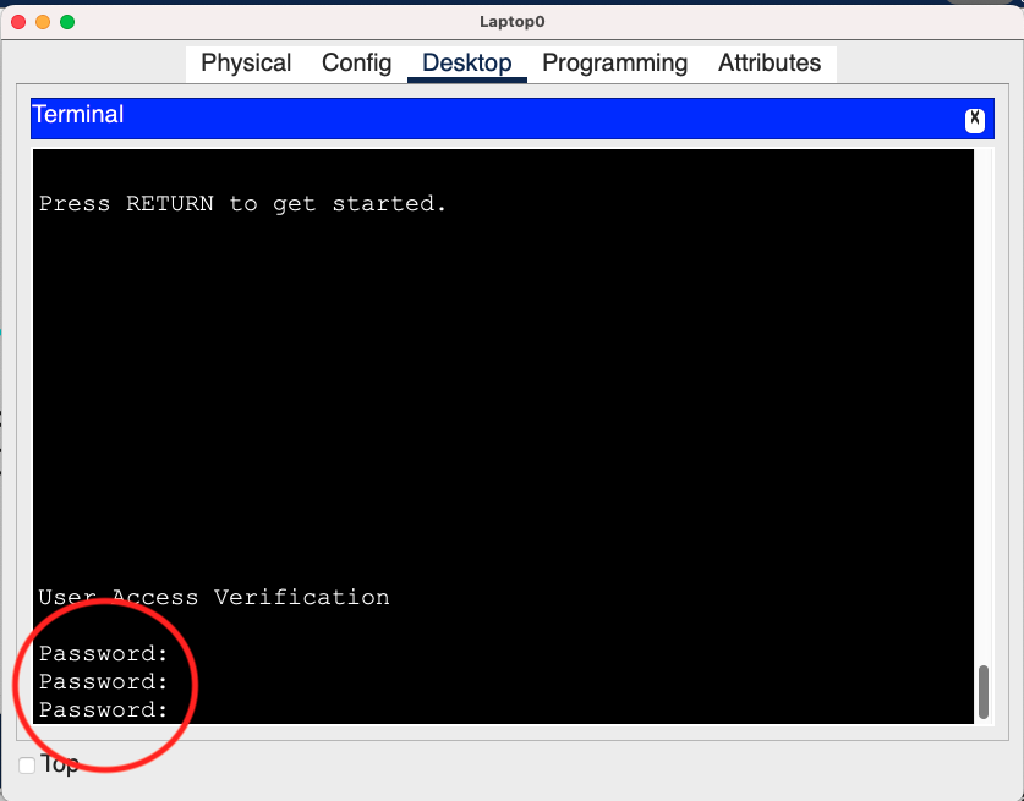 Laptop0
Physical Config Desktop Programming Attributes
Terminal
X
Press RETURN to get started.
User Access Verification
Password:
Password:
Password:
Top